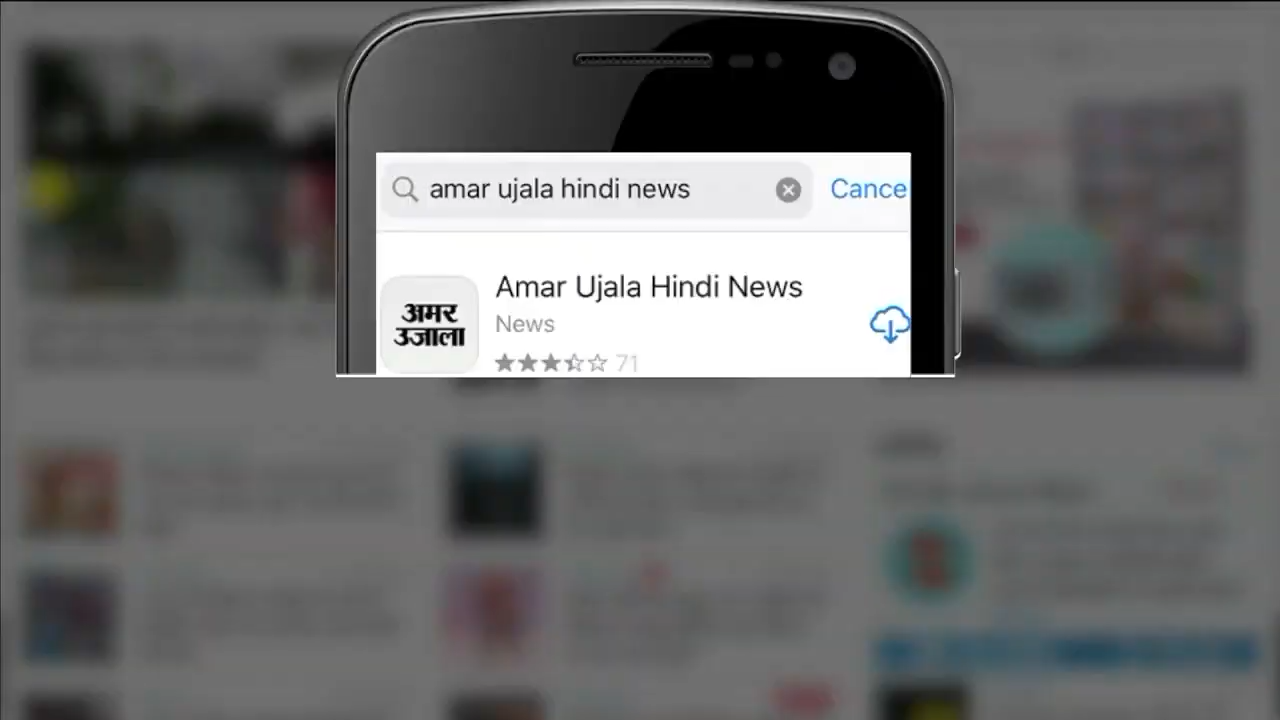 amar ujala hindi news
Cance
Amar Ujala Hindi News
News
अमर
उजाला
71